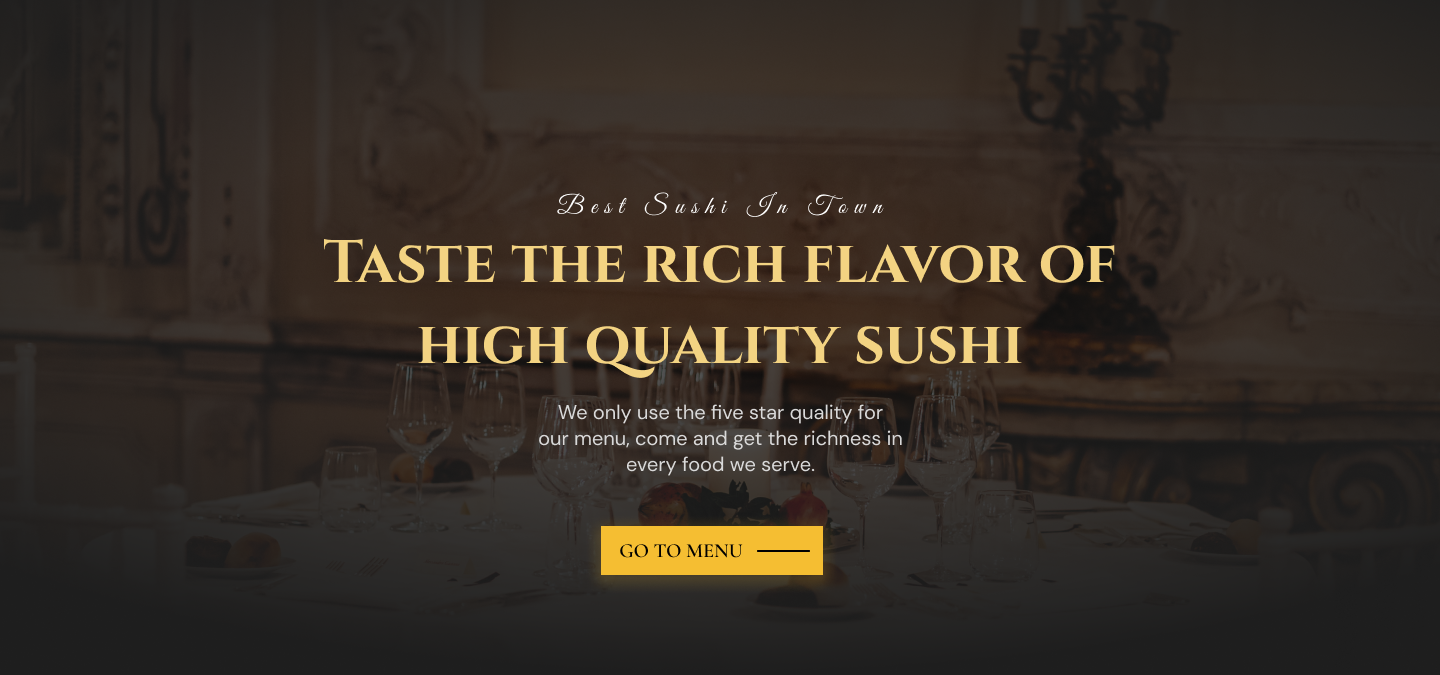 Best Sushi In Town
Taste the rich flavor of
high quality sushi
We only use the five star quality for
our menu, come and get the richness in
every food we serve.
GO TO MENU